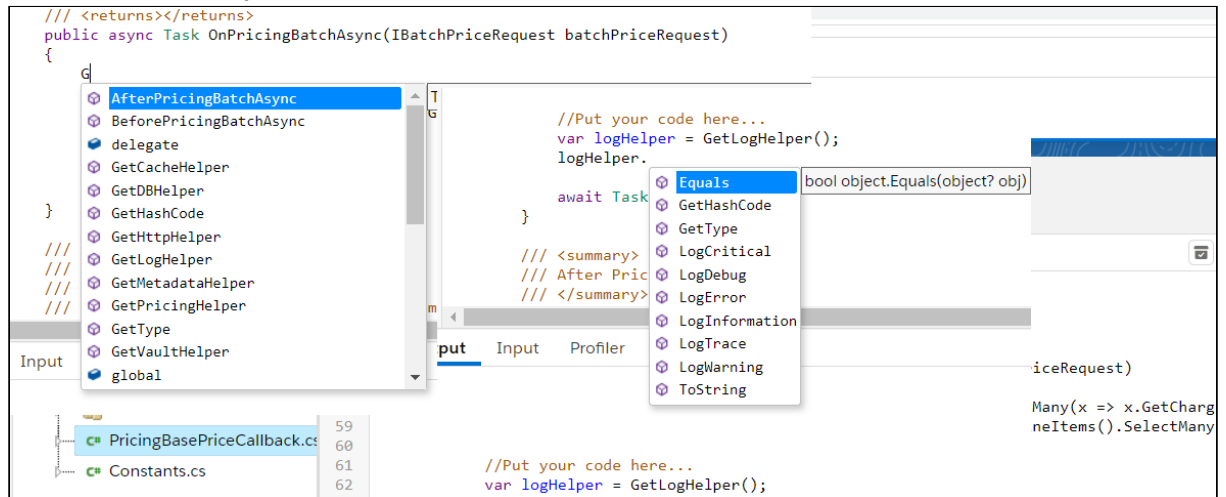 /// <returns></returns>
public async Task OnPricingBatchAsync(IBatchPriceRequest batchPriceRequest)
{
G
AfterPricingBatchAsync
BeforePricingBatchAsync
delegate
GetCacheHelper
GetDBHelper
GetHashCode
GetHttpHelper
GetLogHelper
GetMetadataHelper
GetPricingHelper
GetType
GetVaultHelper
global
}
///
///
///
///
Input
T
G
m
//Put your code here...
var logHelper = GetLogHelper();
logHelper.
await Task
}
/// <summary>
/// After Pric
/// </summary>
Equals
GetHashCode
GetType
LogCritical
LogDebug
LogError
LogInformation
LogTrace
LogWarning
ToString
bool object.Equals(object? obj)
put Input Profiler
iceRequest)
Many(x => x.GetCharg
neItems().SelectMany
C# PricingBasePriceCallback.cs
C# Constants.cs
59
60
61 //Put your code here...
62 var logHelper = GetLogHelper();